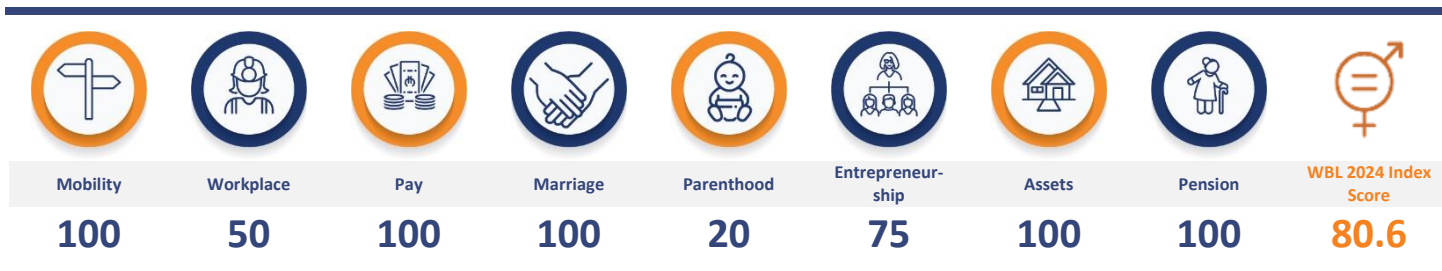 Mobility
Workplace
Pay
Marriage
Parenthood
Entrepreneur-
ship
Assets
Pension
WBL 2024 Index
Score
100
50
100
100
20
75
100
100
80.6